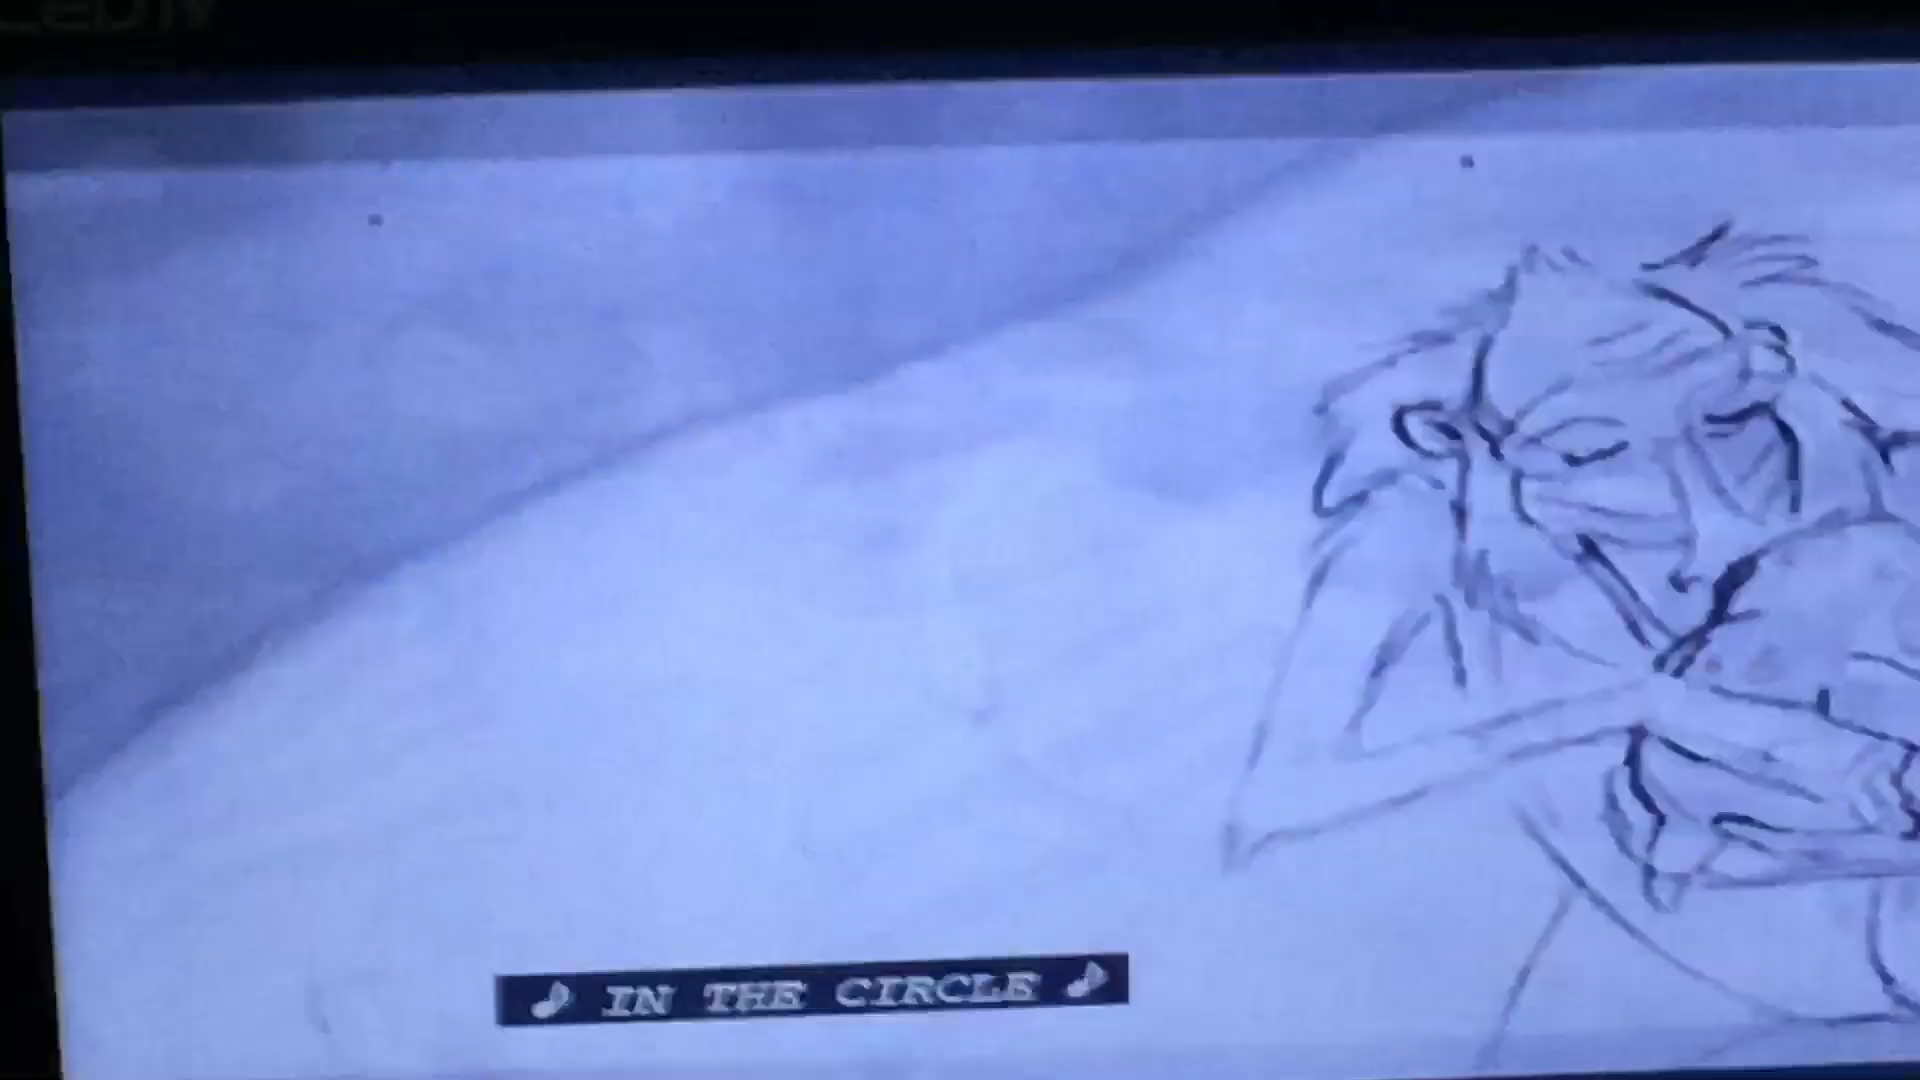 ♪ IN THE CIRCLE ♪